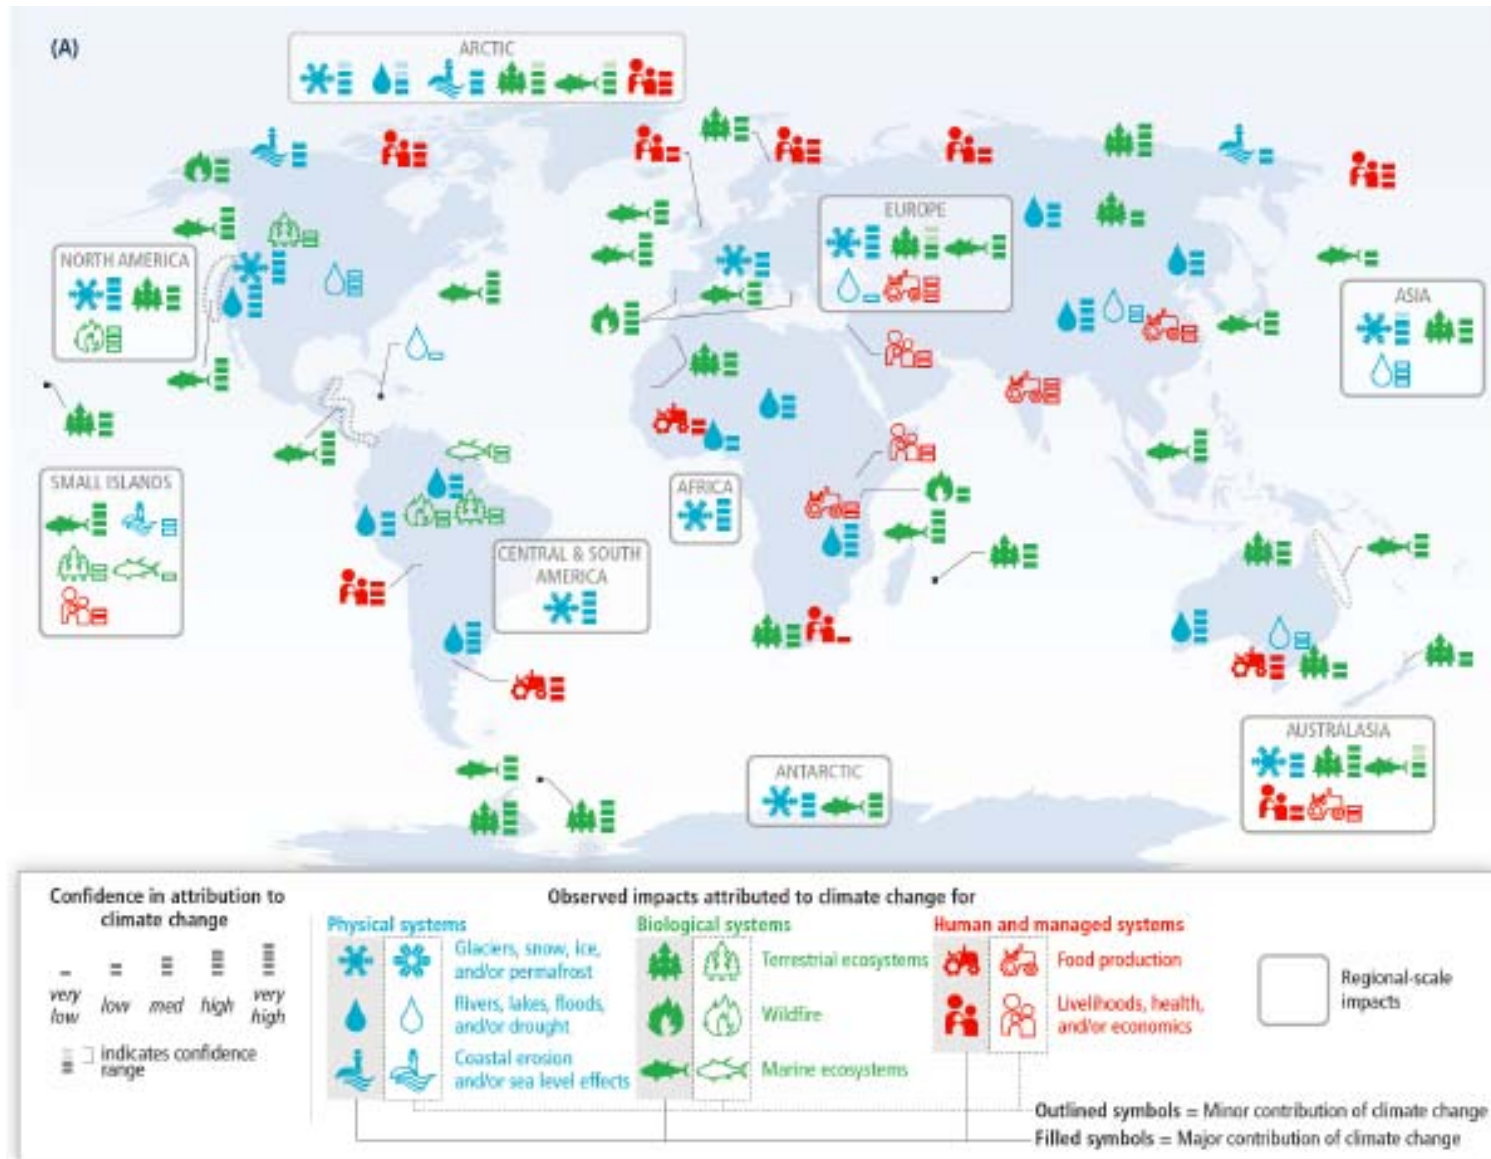 (A)
ARCTIC
EUROPE
NORTH AMERICA
ASIA
SMALL ISLANDS
AFRICA
CENTRAL & SOUTH
AMERICA
AUSTRALASIA
ANTARCTIC
Confidence in attribution to
climate change
very
low
low
med
high
very
high
indicates confidence
range
Observed impacts attributed to climate change for
Physical systems
Glaciers, snow, ice,
and/or permafrost
Rivers, lakes, floods,
and/or drought
Coastal erosion
and/or sea level effects
Biological systems
Terrestrial ecosystems
Wildfire
Marine ecosystems
Human and managed systems
Food production
Livelihoods, health,
and/or economics
Regional-scale
impacts
Outlined symbols = Minor contribution of climate change
Filled symbols = Major contribution of climate change